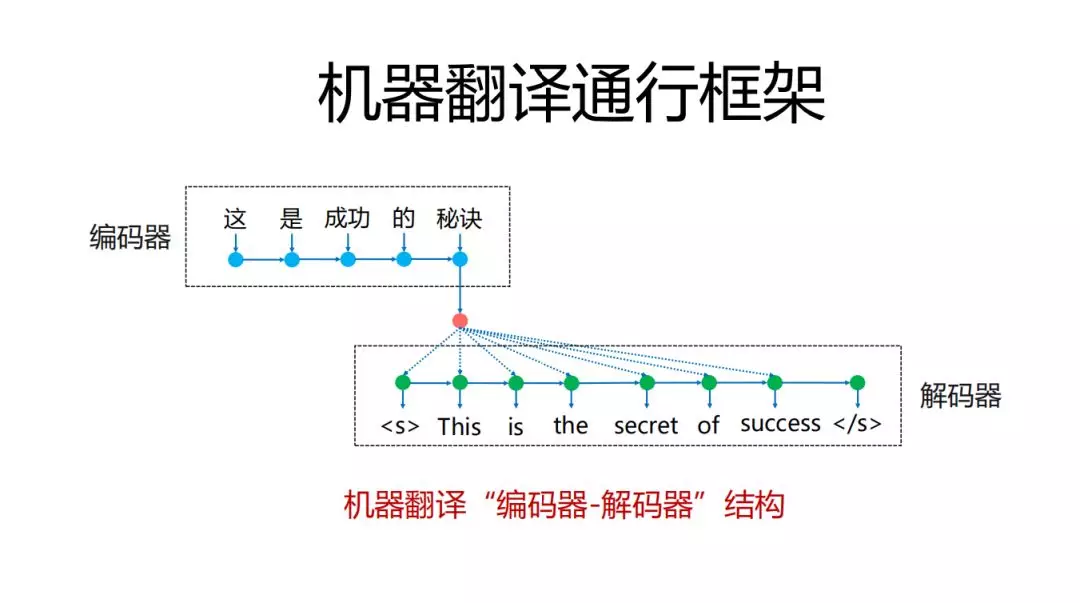 机器翻译通行框架
编码器
这 是 成功 的 秘诀
解码器
<s> This is the secret of success </s>
机器翻译“编码器-解码器”结构